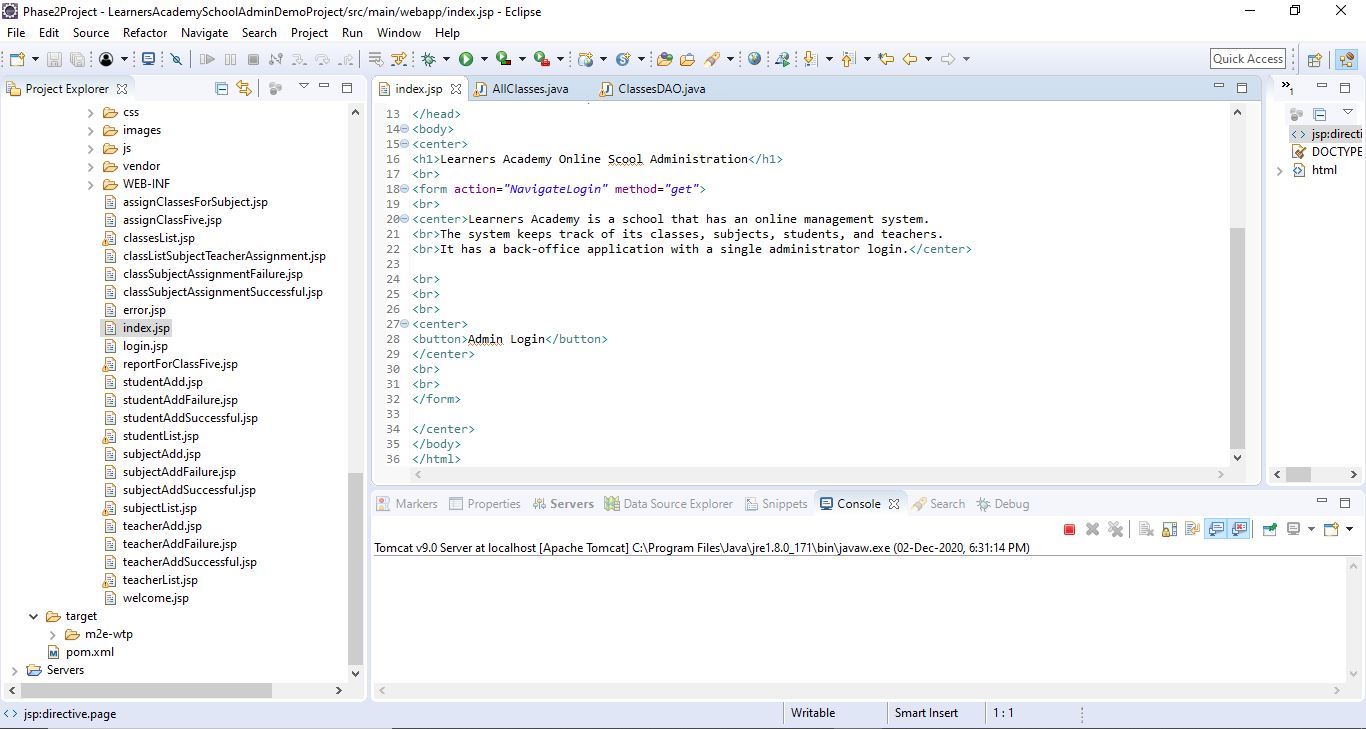 Phase2Project - LearnersAcademySchoolAdminDemoProject/src/main/webapp/index.jsp - Eclipse
File Edit Source Refactor Navigate Search Project Run Window Help
Quick Access
Project Explorer
css
images
js
vendor
WEB-INF
assignClassesForSubject.jsp
assignClassFive.jsp
classesList.jsp
classListSubjectTeacherAssignment.jsp
classSubjectAssignmentFailure.jsp
classSubjectAssignmentSuccessful.jsp
error.jsp
index.jsp
login.jsp
reportForClassFive.jsp
studentAdd.jsp
studentAddFailure.jsp
studentAddSuccessful.jsp
studentList.jsp
subjectAdd.jsp
subjectAddFailure.jsp
subjectAddSuccessful.jsp
subjectList.jsp
teacherAdd.jsp
teacherAddFailure.jsp
teacherAddSuccessful.jsp
teacherList.jsp
welcome.jsp
target
m2e-wtp
pom.xml
Servers
index.jsp AllClasses.java ClassesDAO.java
13 </head>
14 <body>
15 <center>
16 <h1>Learners Academy Online Scool Administration</h1>
17 <br>
18 <form action="NavigateLogin" method="get">
19 <br>
20 <center>Learners Academy is a school that has an online management system.
21 <br>The system keeps track of its classes, subjects, students, and teachers.
22 <br>It has a back-office application with a single administrator login.</center>
23
24 <br>
25 <br>
26 <br>
27 <center>
28 <button>Admin Login</button>
29 </center>
30 <br>
31 <br>
32 </form>
33
34 </center>
35 </body>
36 </html>
1
jsp:directi
DOCTYPE
html
Markers Properties Servers Data Source Explorer Snippets Console Search Debug
Tomcat v9.0 Server at localhost [Apache Tomcat] C:\Program Files\Java\jre1.8.0_171\bin\javaw.exe (02-Dec-2020, 6:31:14 PM)
jsp:directive.page Writable Smart Insert 1 : 1